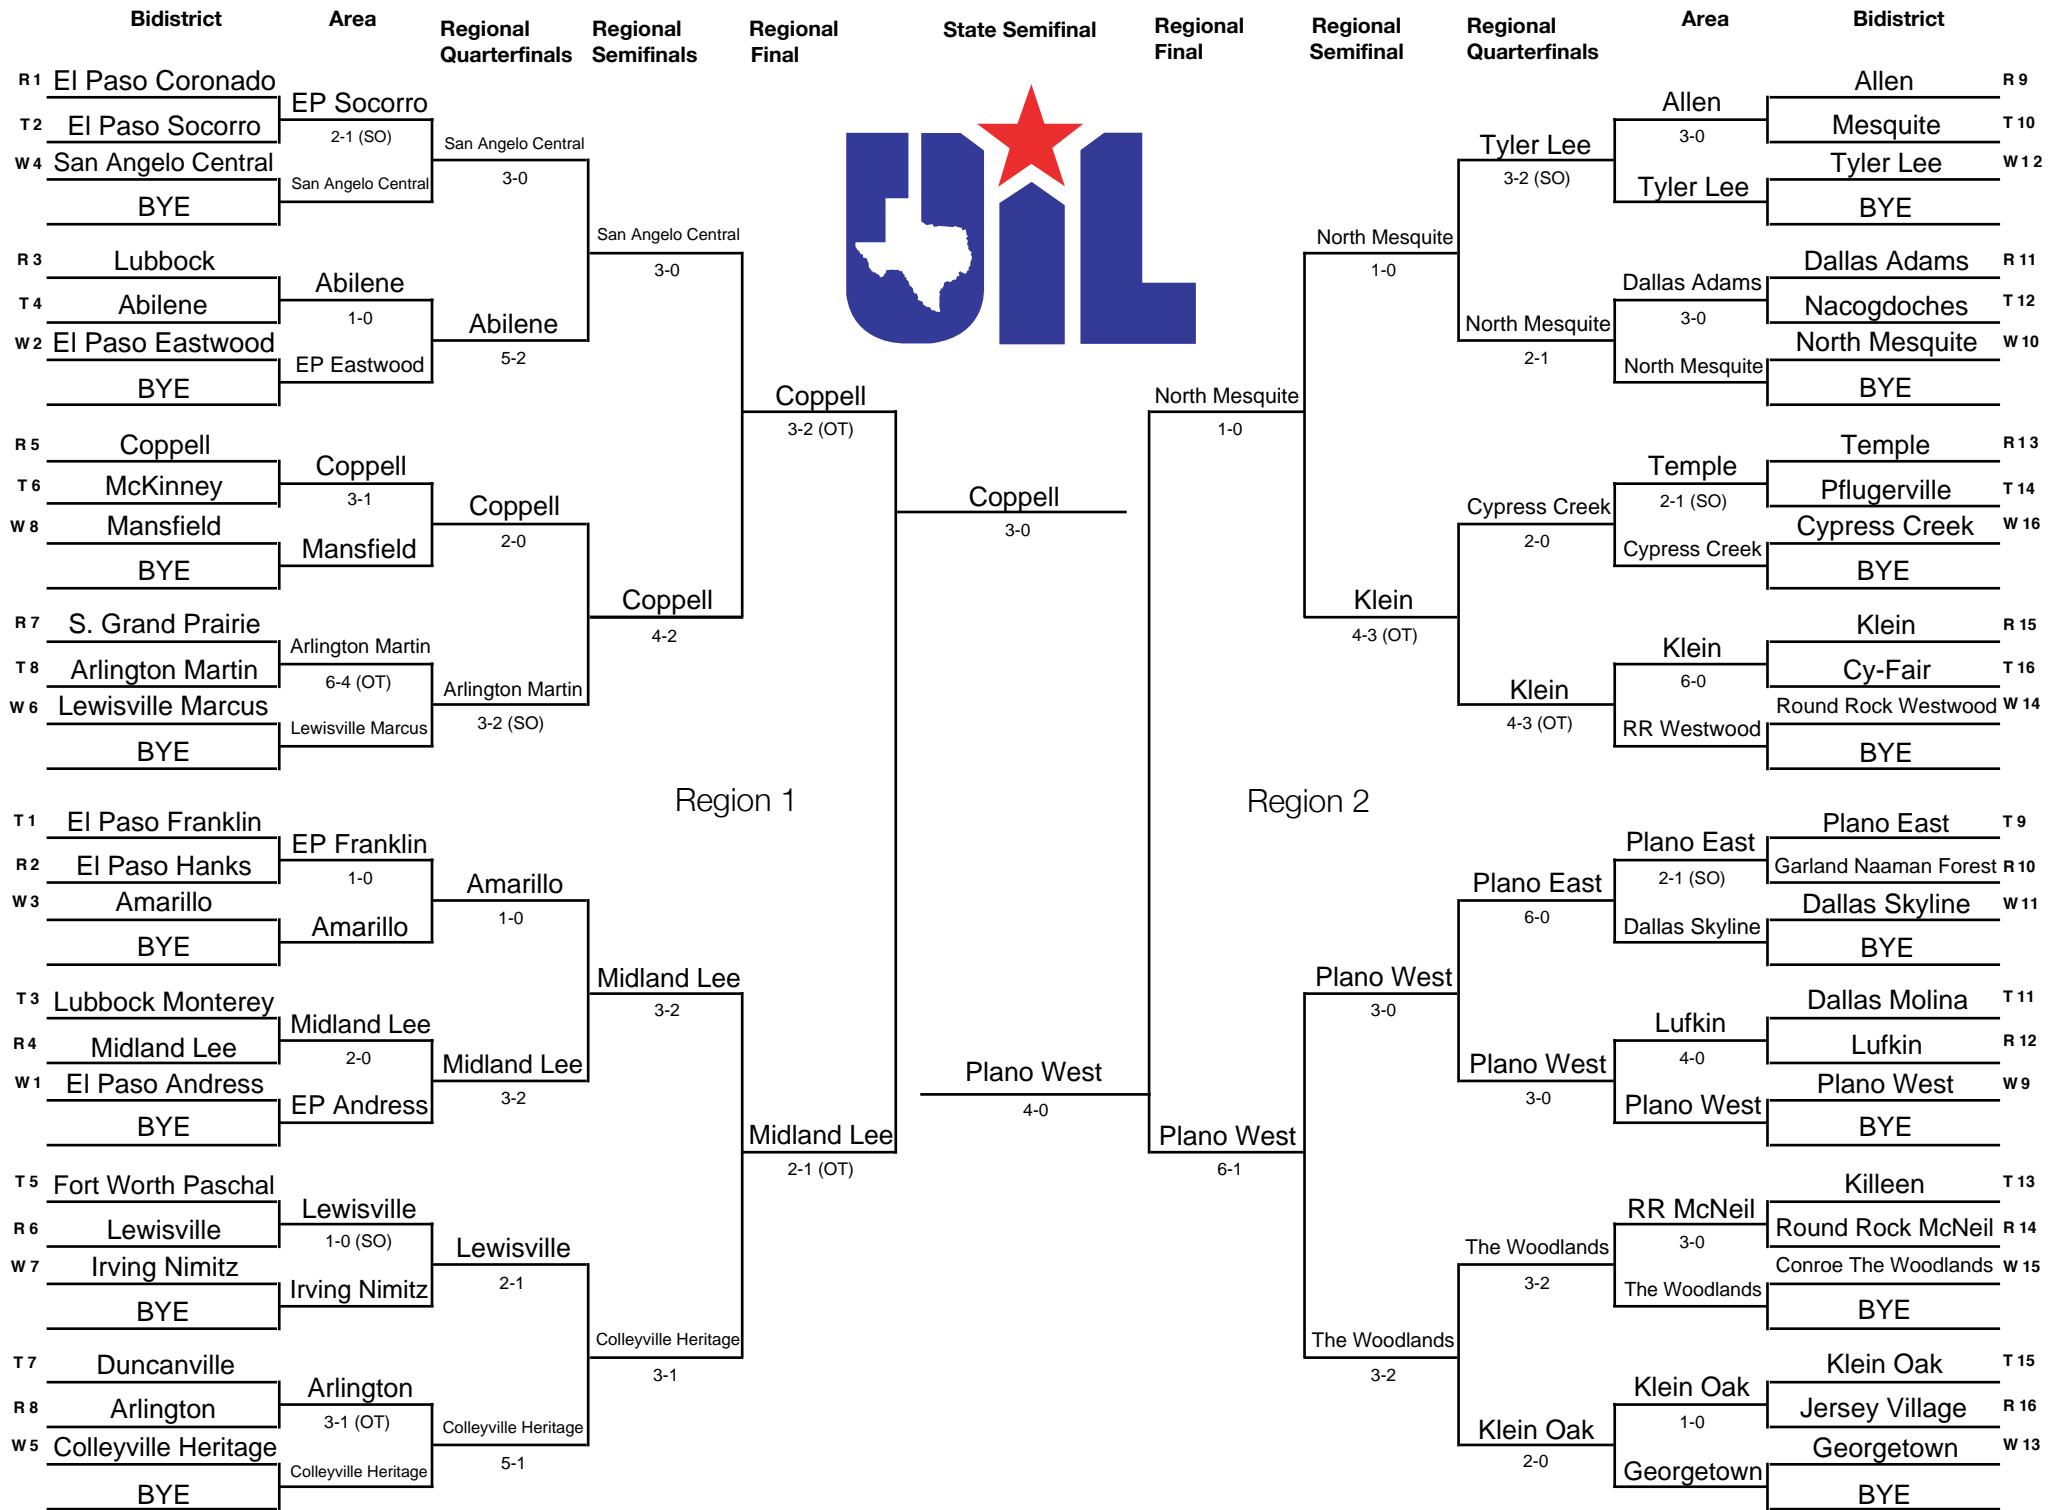 Bidistrict
Area
Regional
Quarterfinals
Regional
Semifinals
Regional
Final
State Semifinal
Regional
Final
Regional
Semifinal
Regional
Quarterfinals
Area
Bidistrict
UIL
R 1 El Paso Coronado
T 2 El Paso Socorro
W 4 San Angelo Central
BYE
R 3 Lubbock
T 4 Abilene
W 2 El Paso Eastwood
BYE
R 5 Coppell
T 6 McKinney
W 8 Mansfield
BYE
R 7 S. Grand Prairie
T 8 Arlington Martin
W 6 Lewisville Marcus
BYE
T 1 El Paso Franklin
R 2 El Paso Hanks
W 3 Amarillo
BYE
T 3 Lubbock Monterey
R 4 Midland Lee
W 1 El Paso Andress
BYE
T 5 Fort Worth Paschal
R 6 Lewisville
W 7 Irving Nimitz
BYE
T 7 Duncanville
R 8 Arlington
W 5 Colleyville Heritage
BYE
EP Socorro
2-1 (SO)
San Angelo Central
Abilene
1-0
EP Eastwood
Coppell
3-1
Mansfield
Arlington Martin
6-4 (OT)
Lewisville Marcus
EP Franklin
1-0
Amarillo
Midland Lee
2-0
EP Andress
Lewisville
1-0 (SO)
Irving Nimitz
Arlington
3-1 (OT)
Colleyville Heritage
San Angelo Central
3-0
Abilene
5-2
Coppell
2-0
Arlington Martin
3-2 (SO)
Amarillo
1-0
Midland Lee
3-2
Lewisville
2-1
Colleyville Heritage
5-1
San Angelo Central
3-0
Coppell
4-2
Midland Lee
3-2
Colleyville Heritage
3-1
Region 1
Coppell
3-2 (OT)
Midland Lee
2-1 (OT)
Coppell
3-0
Plano West
4-0
North Mesquite
1-0
Plano West
6-1
Region 2
North Mesquite
1-0
Klein
4-3 (OT)
Plano West
3-0
The Woodlands
3-2
Tyler Lee
3-2 (SO)
North Mesquite
2-1
Cypress Creek
2-0
Klein
4-3 (OT)
Plano East
6-0
Plano West
3-0
The Woodlands
3-2
Klein Oak
2-0
Allen
3-0
Tyler Lee
Dallas Adams
3-0
North Mesquite
Temple
2-1 (SO)
Cypress Creek
Klein
6-0
RR Westwood
Plano East
2-1 (SO)
Dallas Skyline
Lufkin
4-0
Plano West
RR McNeil
3-0
The Woodlands
Klein Oak
1-0
Georgetown
Allen R 9
Mesquite T 10
Tyler Lee W 1 2
BYE
Dallas Adams R 11
Nacogdoches T 12
North Mesquite W 10
BYE
Temple R 1 3
Pflugerville T 14
Cypress Creek W 16
BYE
Klein R 15
Cy-Fair T 16
Round Rock Westwood W 14
BYE
Plano East T 9
Garland Naaman Forest R 10
Dallas Skyline W 11
BYE
Dallas Molina T 11
Lufkin R 12
Plano West W 9
BYE
Killeen T 13
Round Rock McNeil R 14
Conroe The Woodlands W 15
BYE
Klein Oak T 15
Jersey Village R 16
Georgetown W 13
BYE